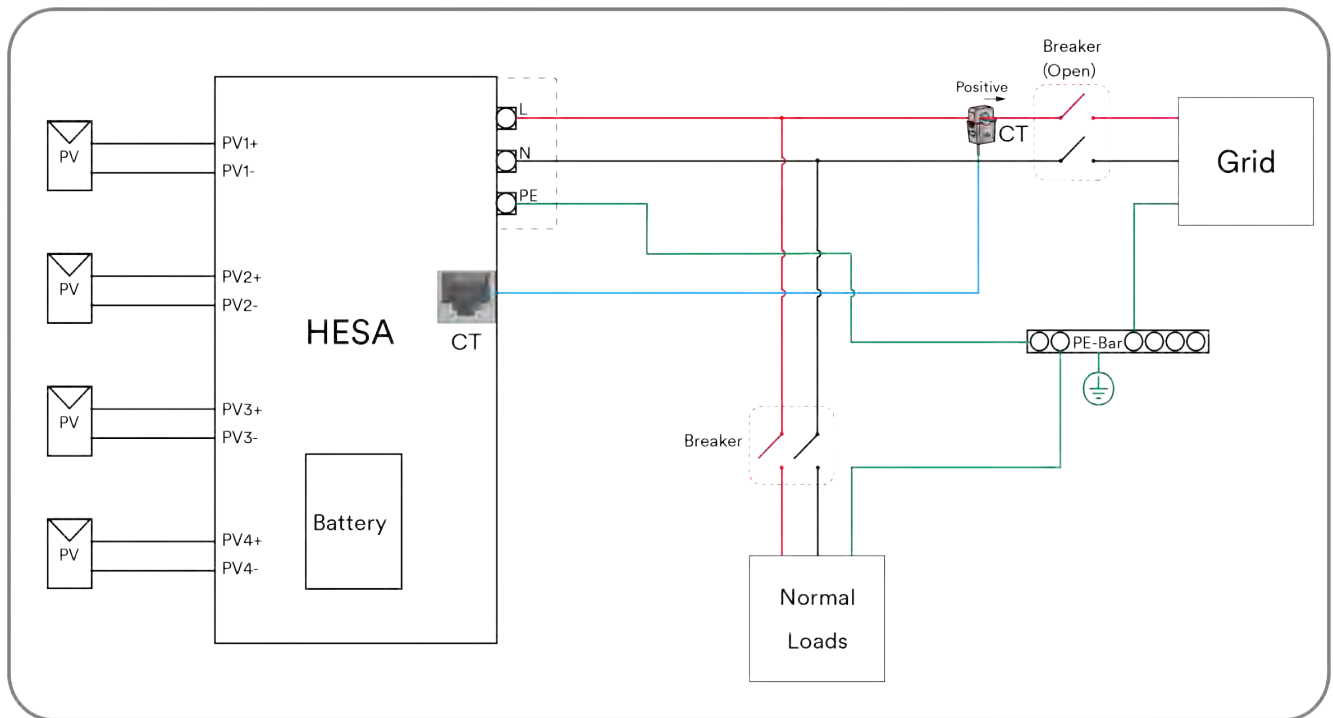 Breaker
(Open)
Positive
CT
Grid
L
N
PE
PV
PV1+
PV1-
PV
PV2+
PV2-
HESA
CT
PE-Bar
PV
PV3+
PV3-
Breaker
Battery
PV
PV4+
PV4-
Normal
Loads